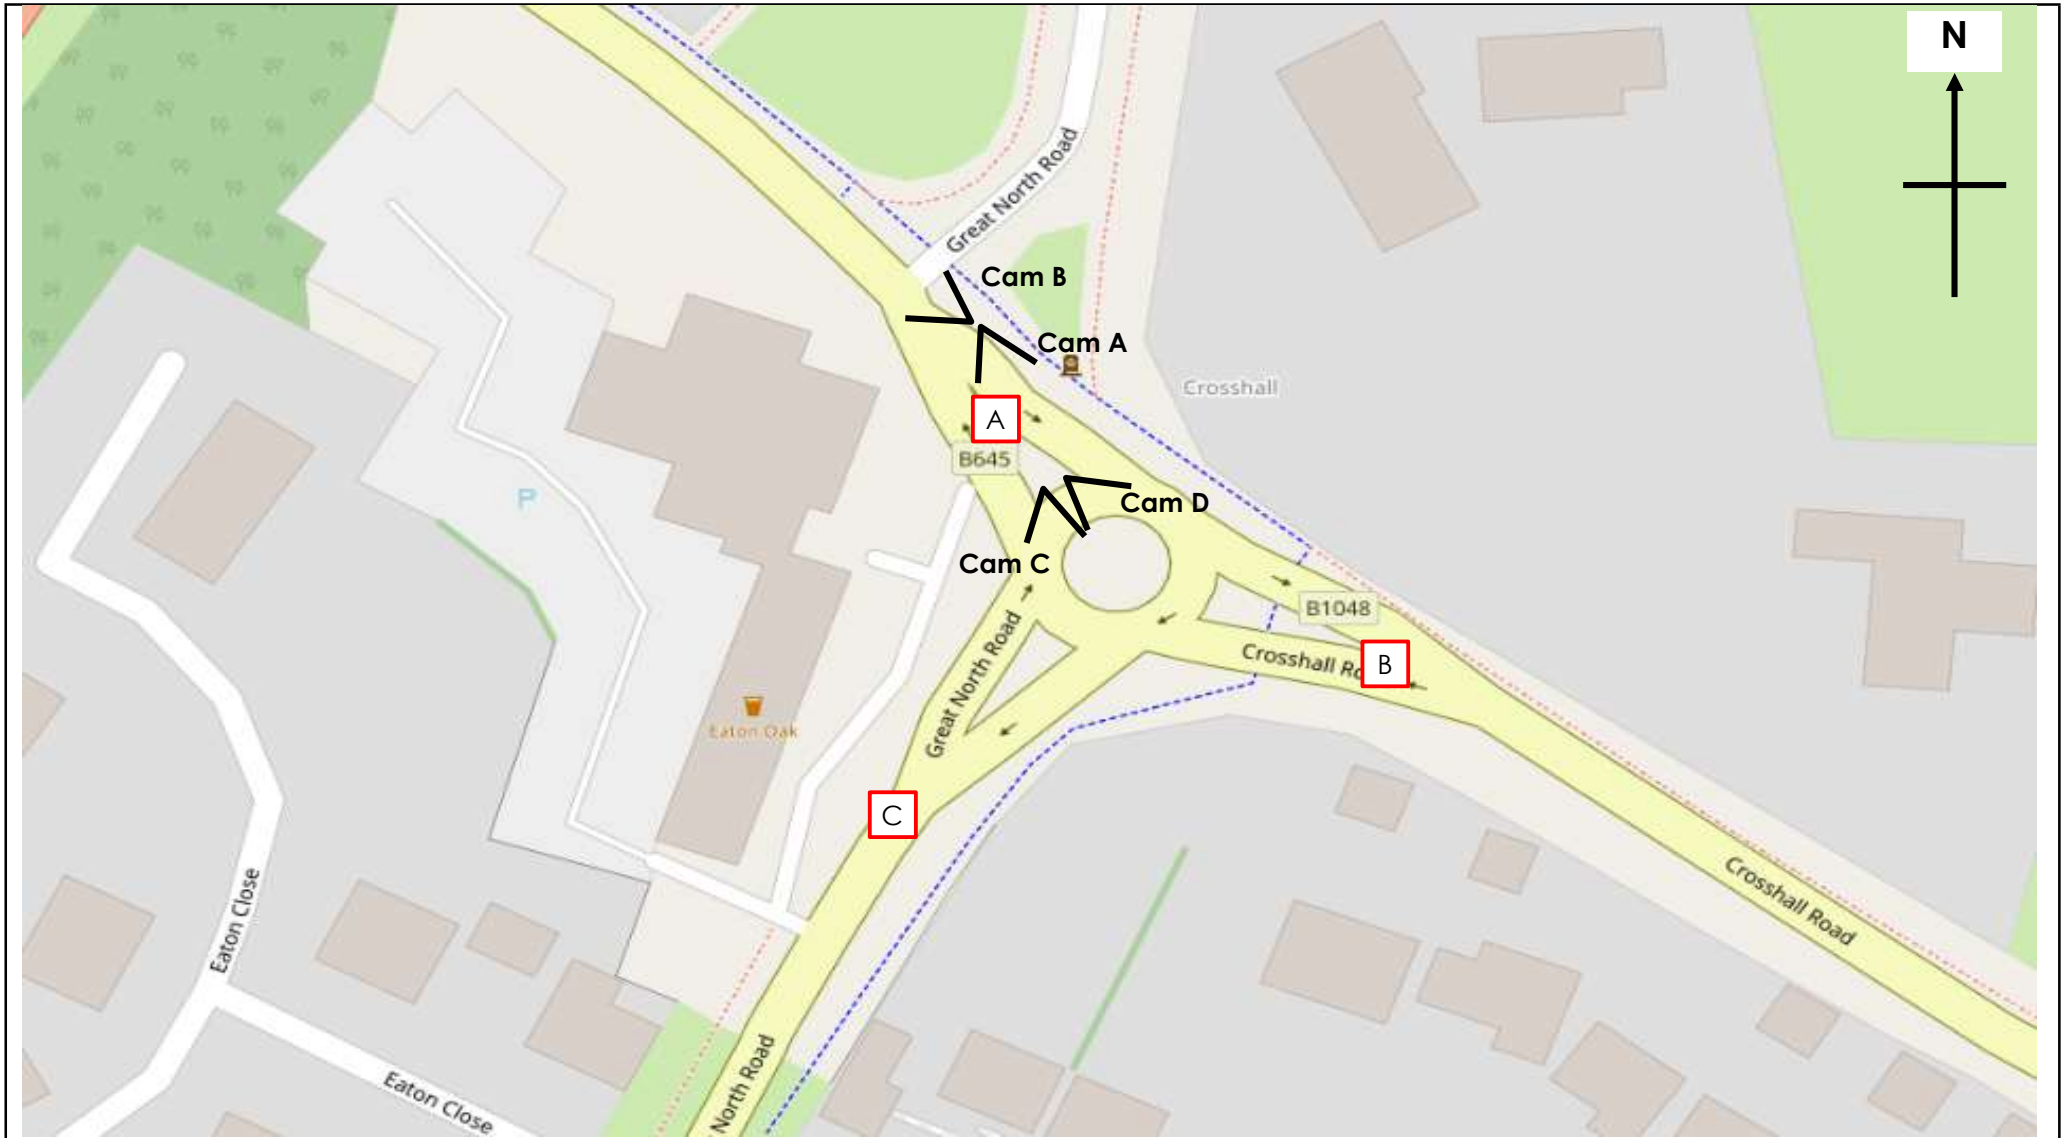 N
Great North Road
Cam B
Cam A
Crosshall
A
B645
P
Cam D
Cam C
B1048
Great North Road
Crosshall Ro
B
Eaton Oak
C
Crosshall Road
Eaton Close
North Road
Eaton Close